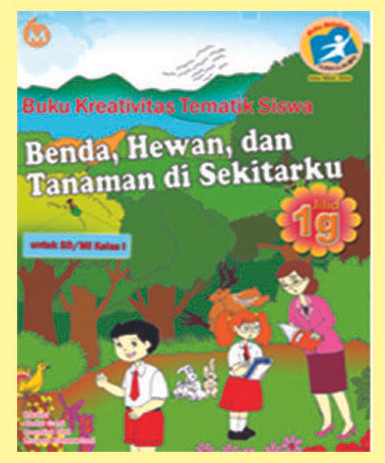 Buku Kreativitas Tematik Siswa
Benda, Hewan, dan
Tanaman di Sekitarku
Jilid
1g
untuk SD/MI Kelas I